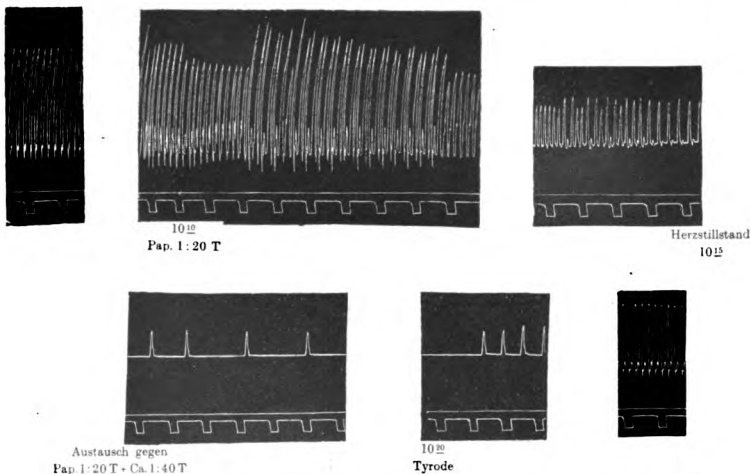 10 10
Pap. 1 : 20 T
Herzstillstand
10 15
Austausch gegen
Pap. 1 : 20 T + Ca. 1 : 40 T
10 20
Tyrode